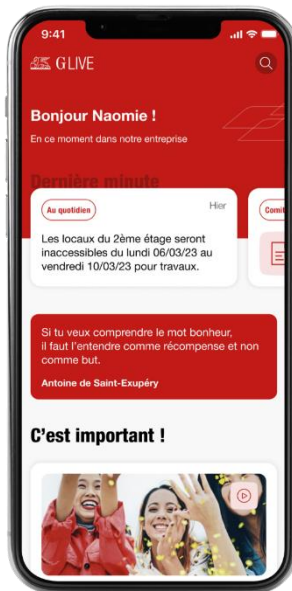 9:41
G LIVE
Bonjour Naomie !
En ce moment dans notre entreprise
Dernière minute
Au quotidien
Hier
Les locaux du 2ème étage seront
inaccessibles du lundi 06/03/23 au
vendredi 10/03/23 pour travaux.
Comit
Si tu veux comprendre le mot bonheur,
il faut l'entendre comme récompense et non
comme but.
Antoine de Saint-Exupéry
C'est important !